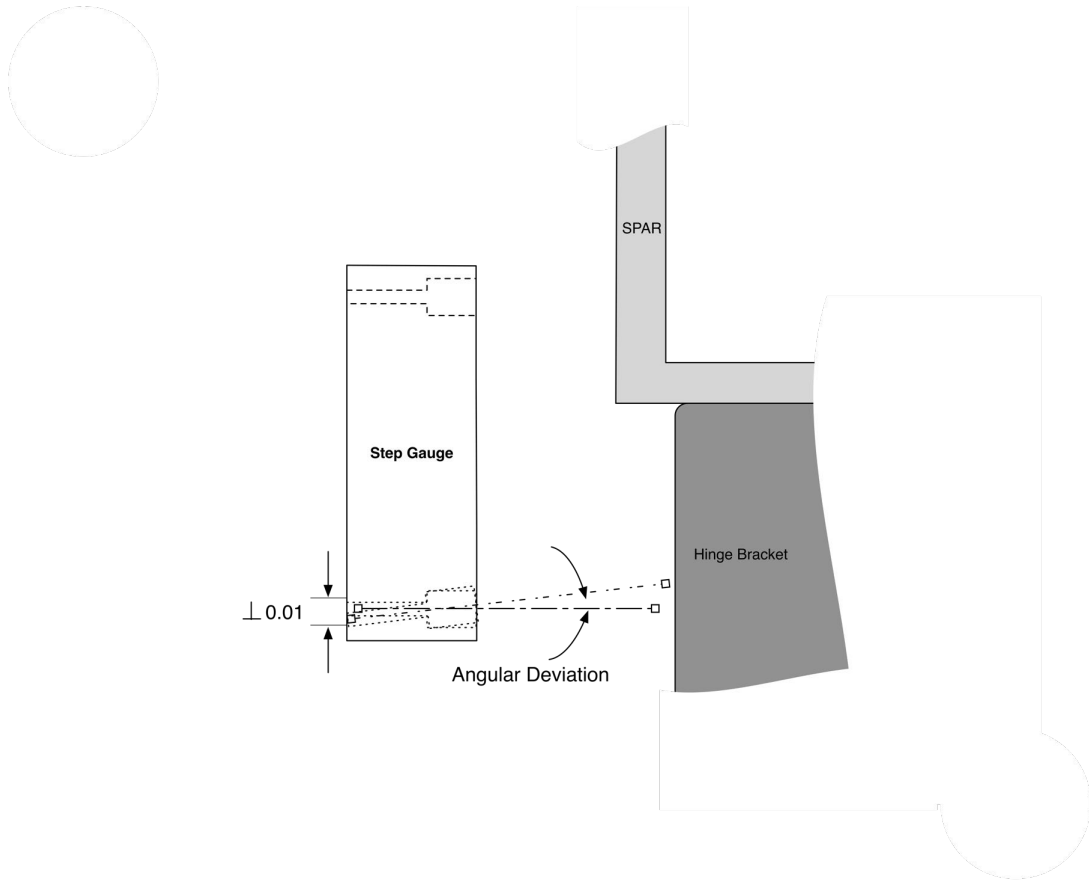 SPAR
Step Gauge
Hinge Bracket
⊥ 0.01
Angular Deviation